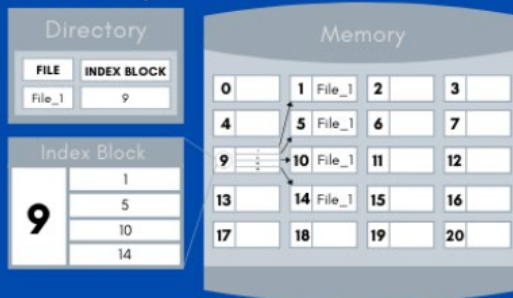 Directory
FILE INDEX BLOCK
File_1 9
Index Block
9
1
5
10
14
Memory
0 1 File_1 2 3
4 5 File_1 6 7
9 10 File_1 11 12
13 14 File_1 15 16
17 18 19 20